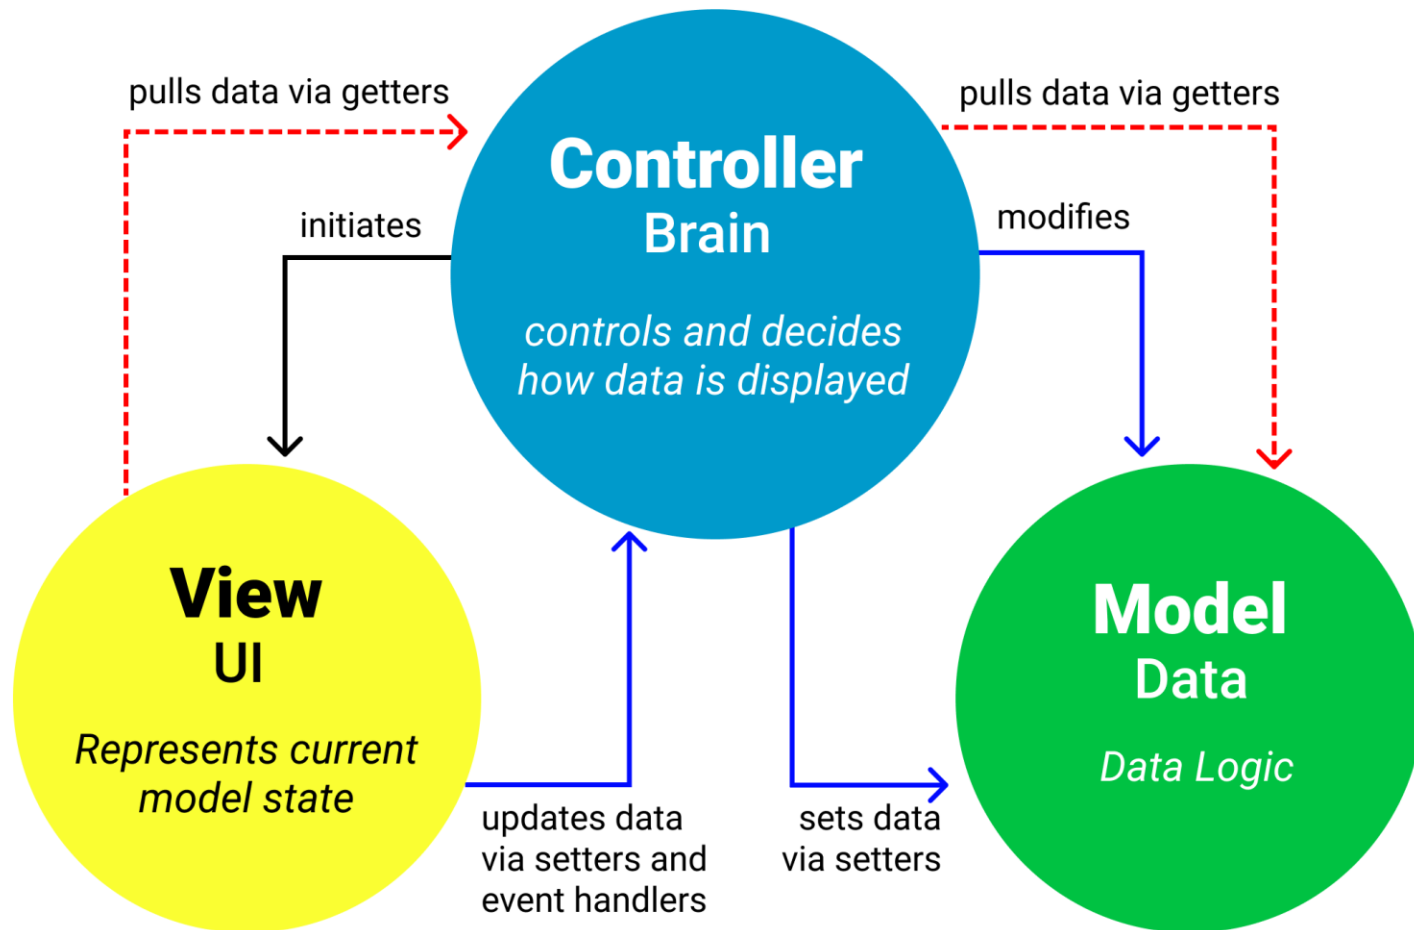 pulls data via getters
pulls data via getters
Controller
Brain
initiates
modifies
controls and decides
how data is displayed
View
UI
Represents current
model state
Model
Data
Data Logic
updates data
via setters and
event handlers
sets data
via setters